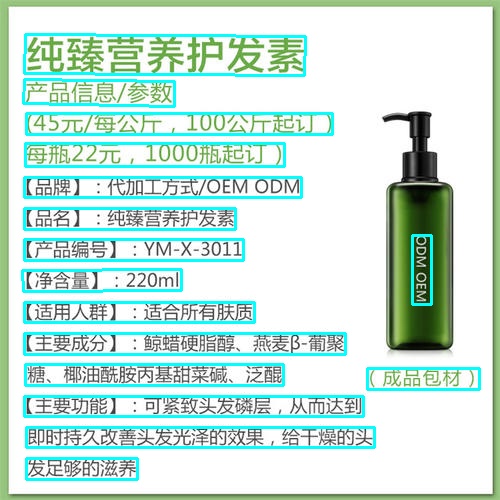 纯臻营养护发素
产品信息/参数
(45元/每公斤，100公斤起订）
每瓶22元，1000瓶起订）
【品牌】：代加工方式/OEM ODM
【品名】：纯臻营养护发素
【产品编号】：YM-X-3011
【净含量】：220ml
【适用人群】：适合所有肤质
【主要成分】：鲸蜡硬脂醇、燕麦β-葡聚
糖、椰油酰胺丙基甜菜碱、泛醌
【主要功能】：可紧致头发磷层，从而达到
即时持久改善头发光泽的效果，给干燥的头
发足够的滋养
ODM OEM
（成品包材）